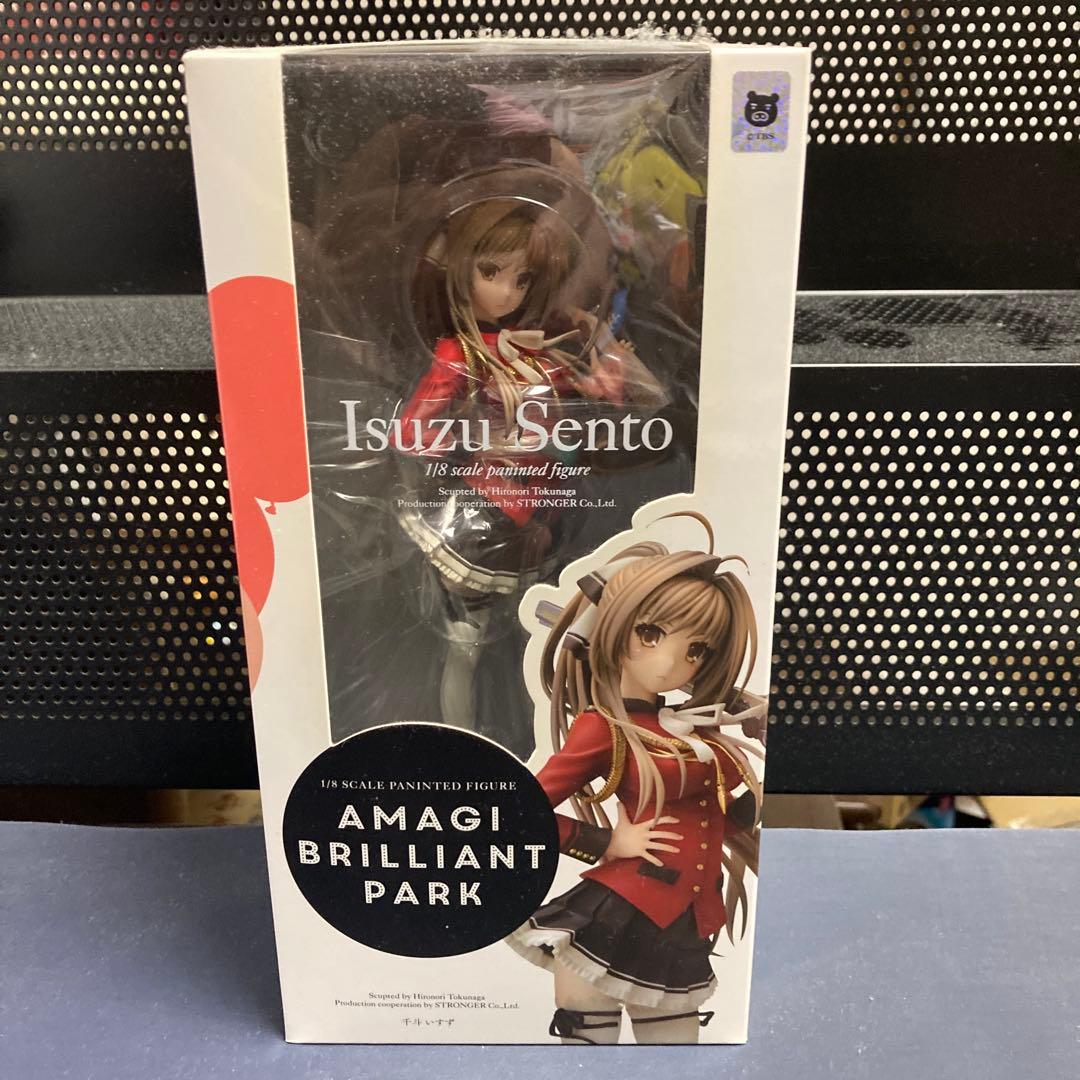 ©TBS
Isuzu Sento
1/8 scale paninted figure
Scupted by Hironori Tokunaga
Production cooperation by STRONGER Co.,Ltd.
1/8 SCALE PANINTED FIGURE
AMAGI
BRILLIANT
PARK
Scupted by Hironori Tokunaga
Production cooperation by STRONGER Co.,Ltd.
千斗いすず